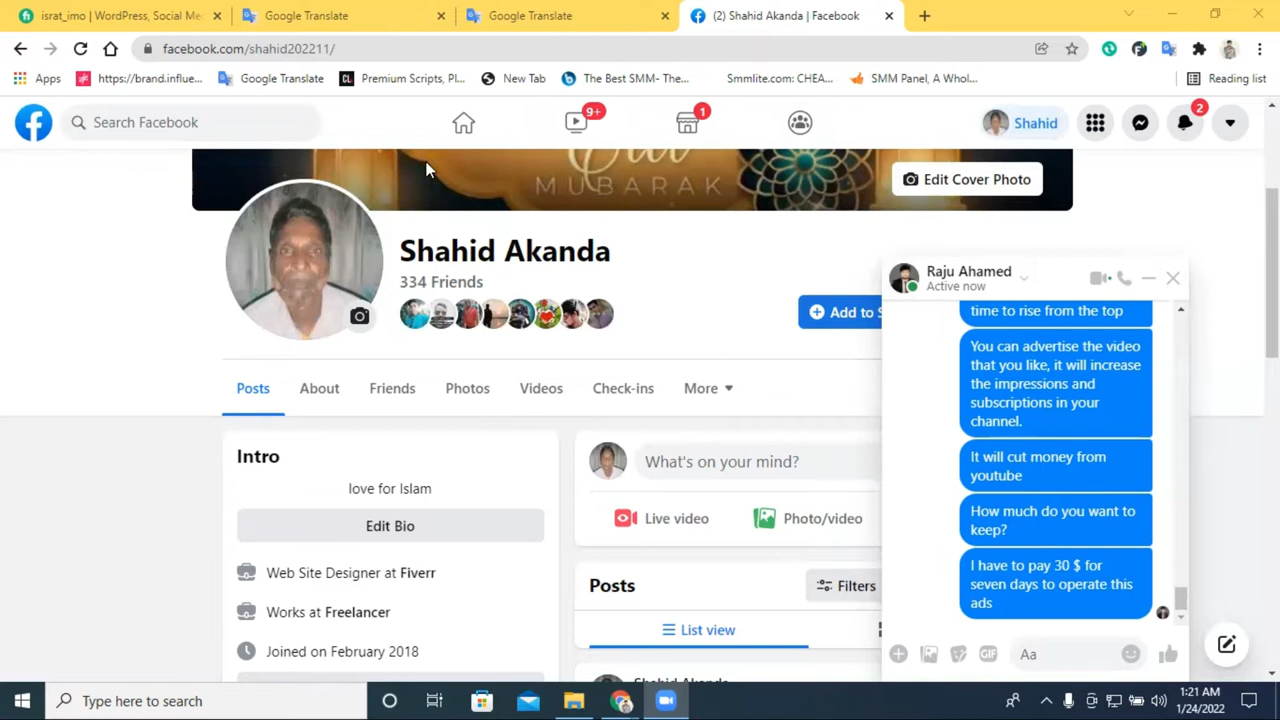 israt_imo | WordPress, Social Me
Google Translate
Google Translate
(2) Shahid Akanda | Facebook
facebook.com/shahid202211/
Apps
https://brand.influe...
Google Translate
Premium Scripts, Pl...
New Tab
The Best SMM- The...
Smmlite.com: CHEA...
SMM Panel, A Whol...
Reading list
Search Facebook
9+
1
Shahid
2
MUBARAK
Edit Cover Photo
Shahid Akanda
334 Friends
Add to S
Posts
About
Friends
Photos
Videos
Check-ins
More
Intro
love for Islam
Edit Bio
Web Site Designer at Fiverr
Works at Freelancer
Joined on February 2018
What's on your mind?
Live video
Photo/video
Posts
Filters
List view
Shahid Akanda
Raju Ahamed
Active now
time to rise from the top
You can advertise the video
that you like, it will increase
the impressions and
subscriptions in your
channel.
It will cut money from
youtube
How much do you want to
keep?
I have to pay 30 $ for
seven days to operate this
ads
GIF
Aa
Type here to search
1:21 AM
1/24/2022